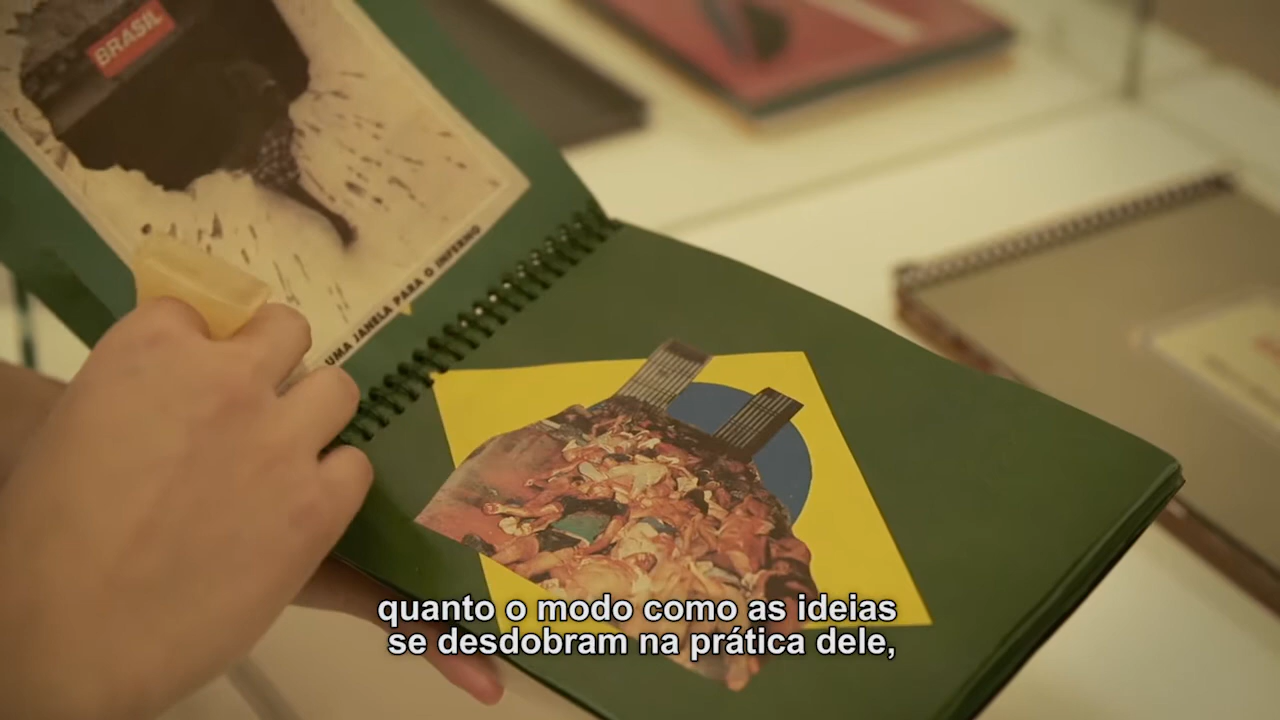 BRASIL
UMA JANELA PARA O INFERNO
quanto o modo como as ideias
se desdobram na prática dele,